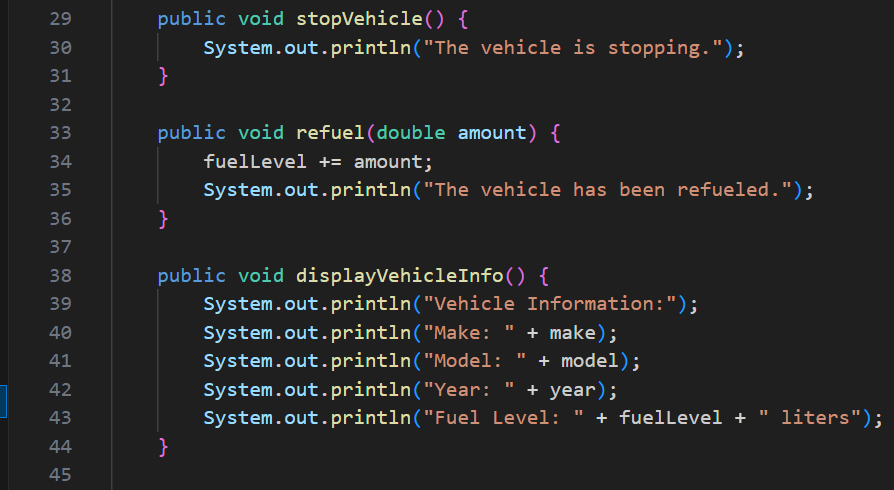 29 public void stopVehicle() {
30 System.out.println("The vehicle is stopping.");
31 }
32
33 public void refuel(double amount) {
34 fuelLevel += amount;
35 System.out.println("The vehicle has been refueled.");
36 }
37
38 public void displayVehicleInfo() {
39 System.out.println("Vehicle Information:");
40 System.out.println("Make: " + make);
41 System.out.println("Model: " + model);
42 System.out.println("Year: " + year);
43 System.out.println("Fuel Level: " + fuelLevel + " liters");
44 }
45